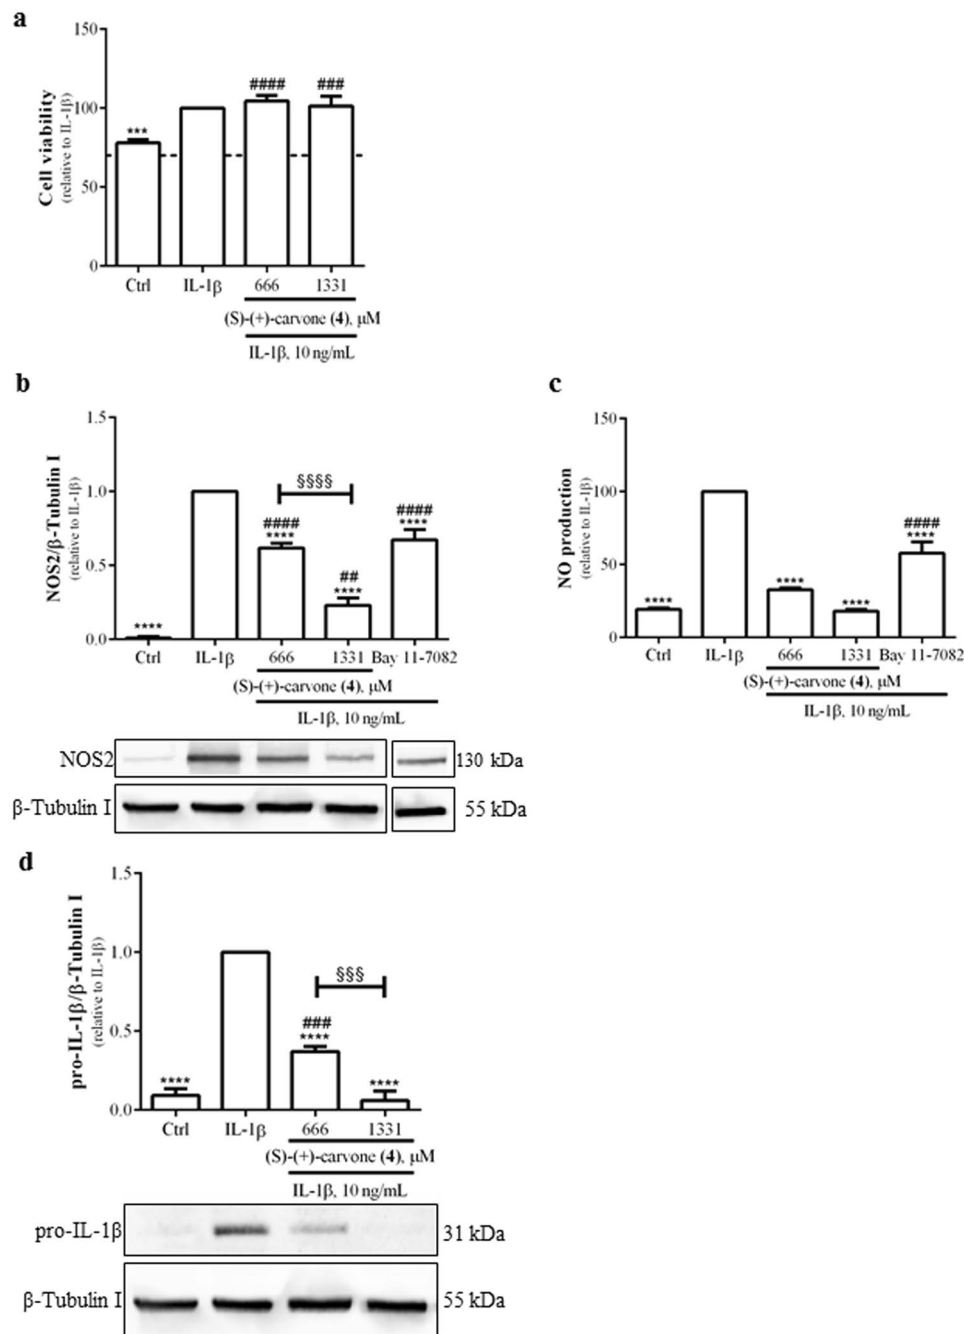 a
150
100
50
0
Cell viability
(relative to IL-1β)
***
####
###
Ctrl IL-1β 666 1331
(S)-(+)-carvone (4), μM
IL-1β, 10 ng/mL
b
1.5
1.0
0.5
0.0
NOS2/β-Tubulin I
(relative to IL-1β)
§§§§
####
****
##
****
####
****
****
Ctrl IL-1β 666 1331 Bay 11-7082
(S)-(+)-carvone (4), μM
IL-1β, 10 ng/mL
NOS2 130 kDa
β-Tubulin I 55 kDa
c
150
100
50
0
NO production
(relative to IL-1β)
####
****
****
****
****
Ctrl IL-1β 666 1331 Bay 11-7082
(S)-(+)-carvone (4), μM
IL-1β, 10 ng/mL
d
1.5
1.0
0.5
0.0
pro-IL-1β/β-Tubulin I
(relative to IL-1β)
§§§
###
****
****
****
Ctrl IL-1β 666 1331
(S)-(+)-carvone (4), μM
IL-1β, 10 ng/mL
pro-IL-1β 31 kDa
β-Tubulin I 55 kDa